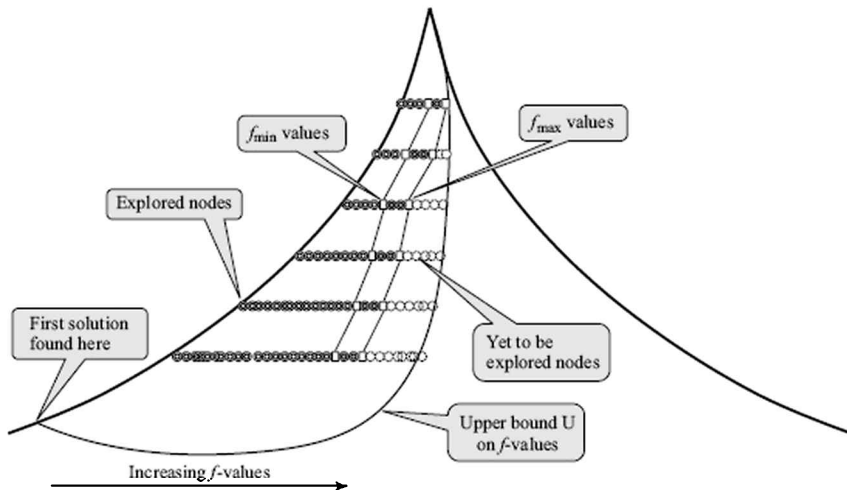 f_min values
f_max values
Explored nodes
First solution
found here
Yet to be
explored nodes
Upper bound U
on f-values
Increasing f-values